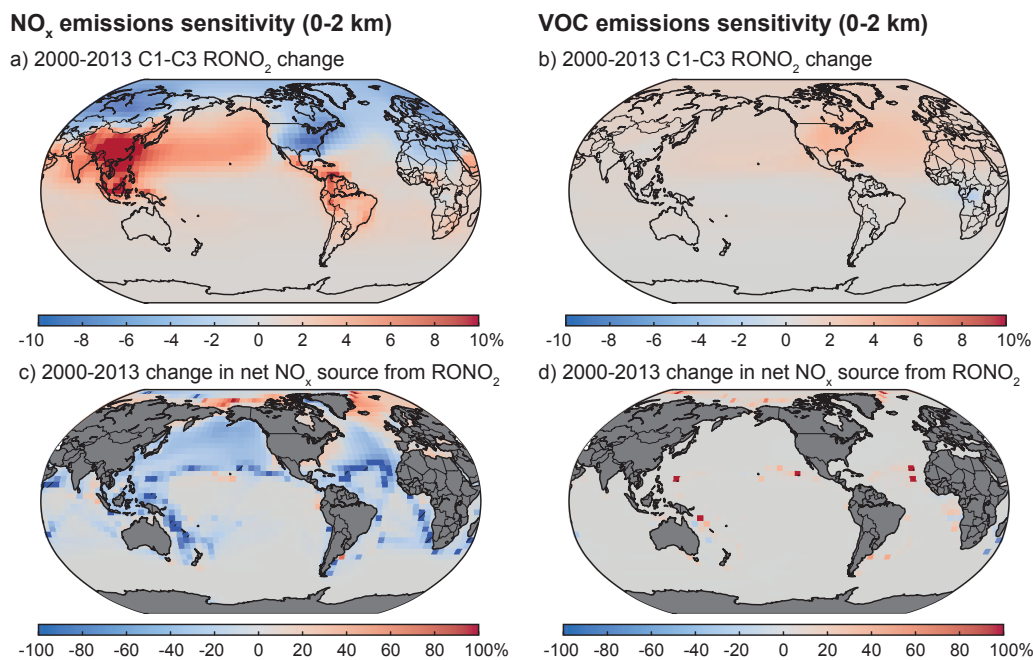 NOₓ emissions sensitivity (0-2 km)
VOC emissions sensitivity (0-2 km)
a) 2000-2013 C1-C3 RONO₂ change
b) 2000-2013 C1-C3 RONO₂ change
-10 -8 -6 -4 -2 0 2 4 6 8 10%
-10 -8 -6 -4 -2 0 2 4 6 8 10%
c) 2000-2013 change in net NOₓ source from RONO₂
d) 2000-2013 change in net NOₓ source from RONO₂
-100 -80 -60 -40 -20 0 20 40 60 80 100%
-100 -80 -60 -40 -20 0 20 40 60 80 100%